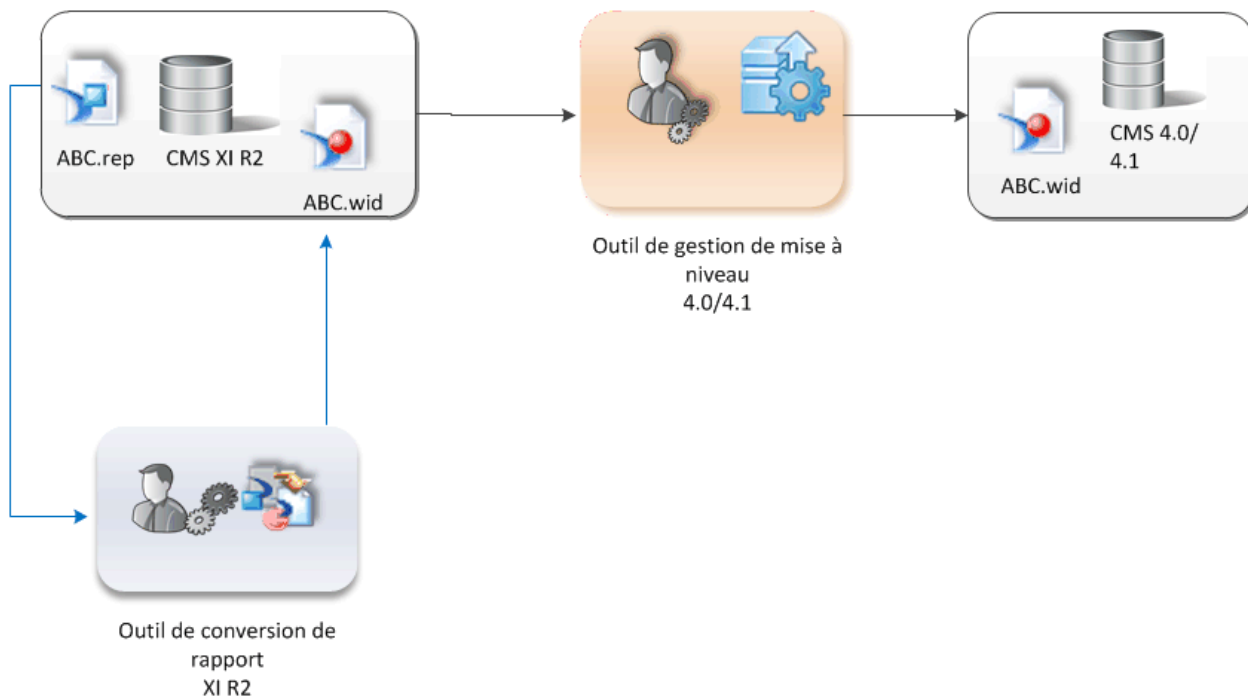 ABC.rep
CMS XI R2
ABC.wid
Outil de gestion de mise à
niveau
4.0/4.1
ABC.wid
CMS 4.0/
4.1
Outil de conversion de
rapport
XI R2